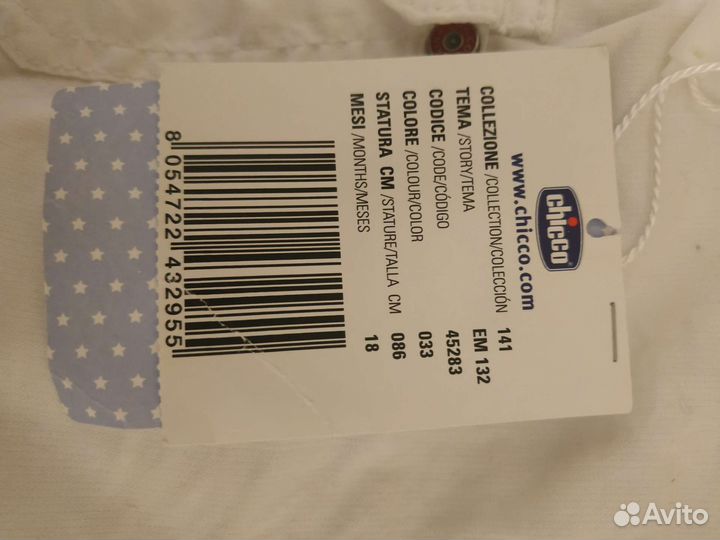 chicco
www.chicco.com
COLLEZIONE /COLLECTION/COLECCIÓN 141
TEMA /STORY/TEMA EM 132
CODICE /CODE/CÓDIGO 45283
COLORE /COLOUR/COLOR 033
STATURA CM /STATURE/TALLA CM 086
MESI /MONTHS/MESES 18
8 054722 432955
Avito